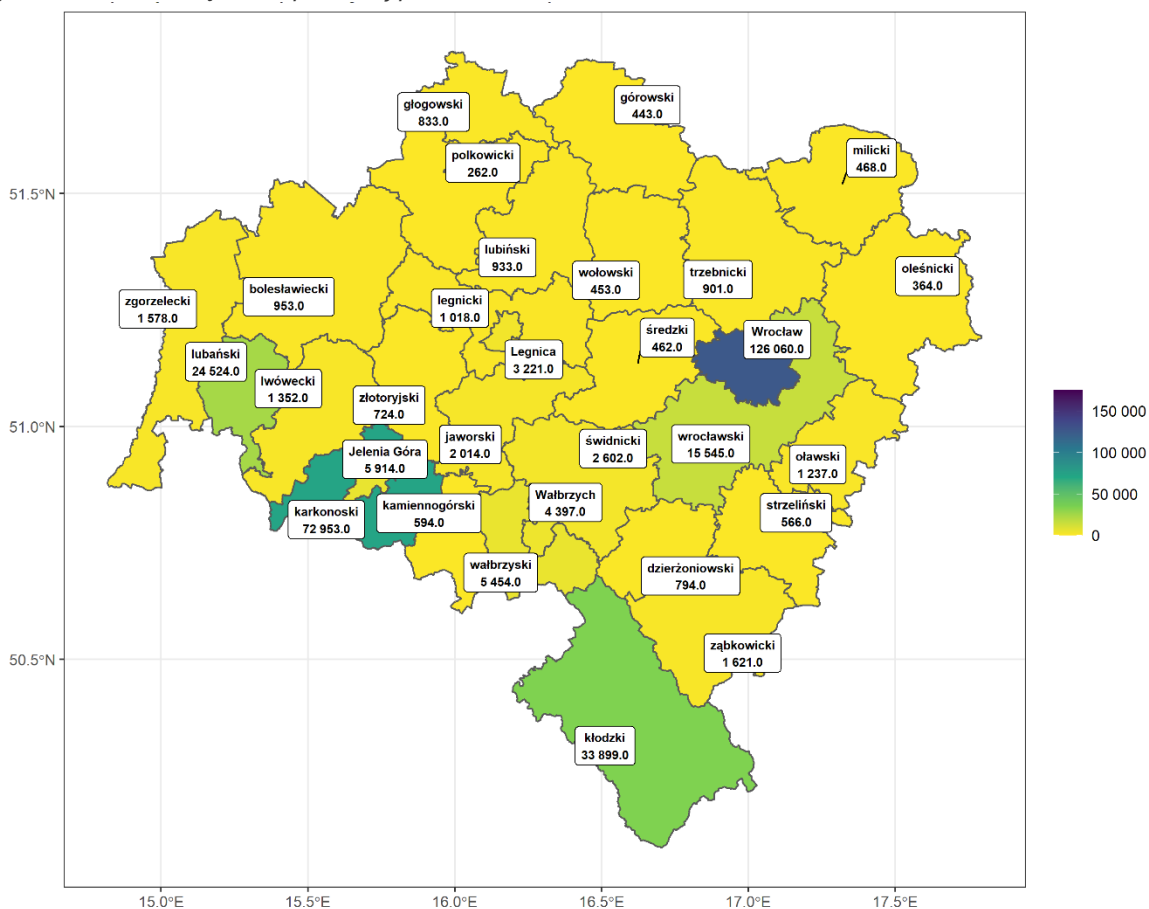 głogowski
833.0
górowski
443.0
polkowicki
262.0
milicki
468.0
51.5°N
lubiński
933.0
wołowski
453.0
trzebnicki
901.0
oleśnicki
364.0
bolesławiecki
953.0
zgorzelecki
1 578.0
legnicki
1 018.0
średzki
462.0
Wrocław
126 060.0
lubański
24 524.0
Legnica
3 221.0
lwówecki
1 352.0
złotoryjski
724.0
150 000
100 000
50 000
0
51.0°N
jaworski
2 014.0
świdnicki
2 602.0
wrocławski
15 545.0
Jelenia Góra
5 914.0
oławski
1 237.0
karkonoski
72 953.0
kamiennogórski
594.0
Wałbrzych
4 397.0
strzeliński
566.0
wałbrzyski
5 454.0
dzierżoniowski
794.0
50.5°N
ząbkowicki
1 621.0
kłodzki
33 899.0
15.0°E
15.5°E
16.0°E
16.5°E
17.0°E
17.5°E